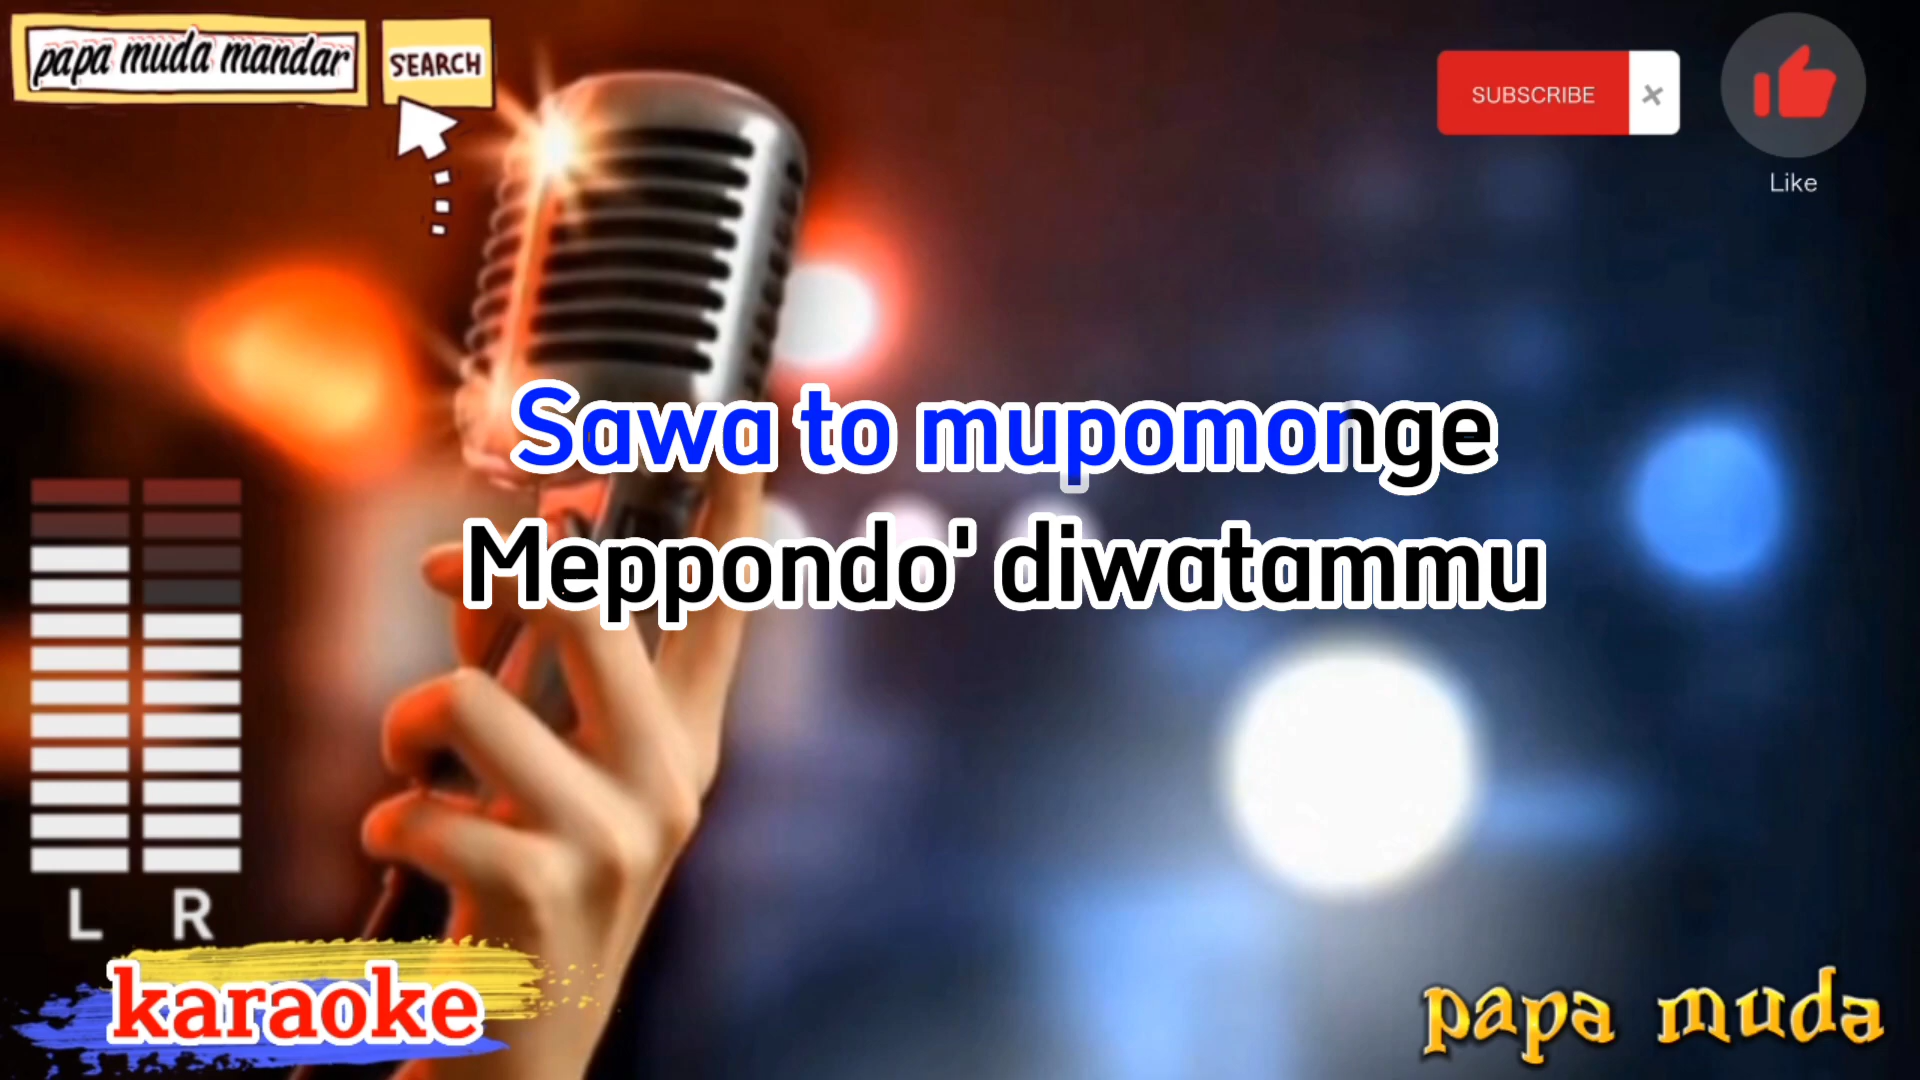 papa muda mandar
SEARCH
SUBSCRIBE
Like
Sawa to mupomonge
Meppondo' diwatammu
L R
karaoke
papa muda